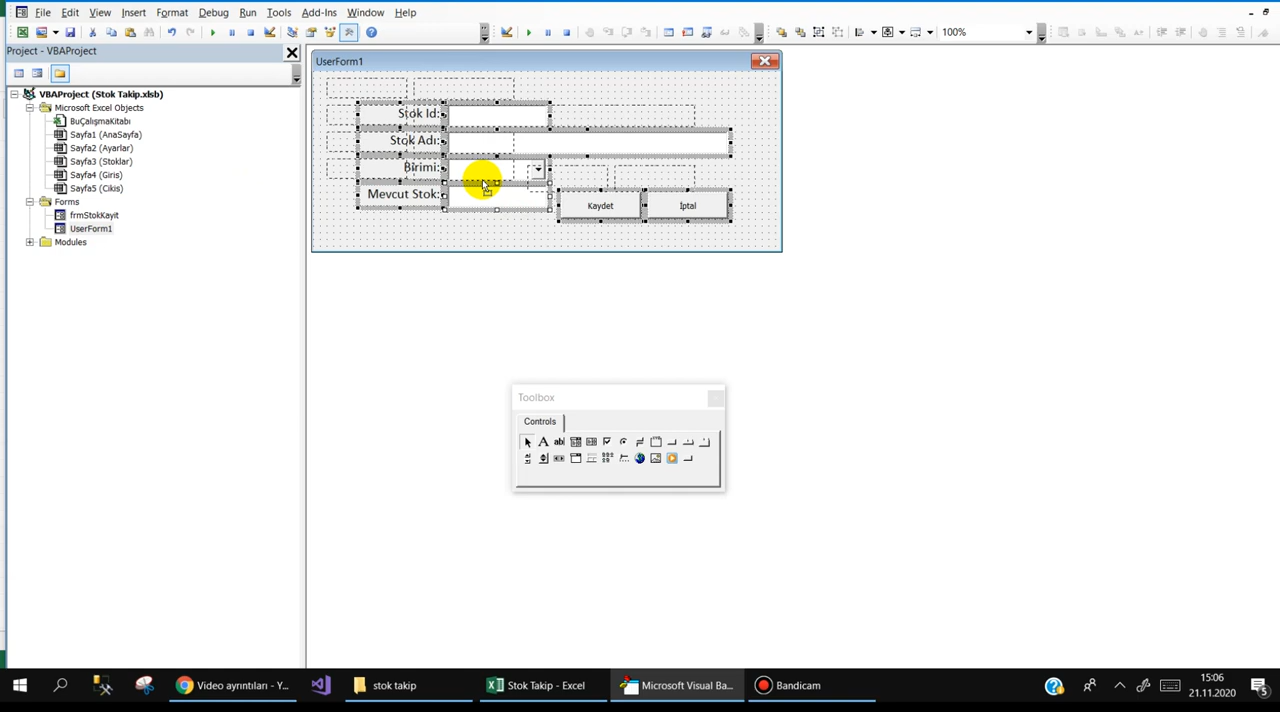 File Edit View Insert Format Debug Run Tools Add-Ins Window Help
100%
Project - VBAProject
VBAProject (Stok Takip.xlsb)
Microsoft Excel Objects
BuÇalışmaKitabı
Sayfa1 (AnaSayfa)
Sayfa2 (Ayarlar)
Sayfa3 (Stoklar)
Sayfa4 (Giris)
Sayfa5 (Cikis)
Forms
frmStokKayit
UserForm1
Modules
UserForm1
Stok Id:
Stok Adı:
Birimi:
Mevcut Stok:
Kaydet
İptal
Toolbox
Controls
Video ayrıntıları - Y...
stok takip
Stok Takip - Excel
Microsoft Visual Ba...
Bandicam
15:06
21.11.2020
5